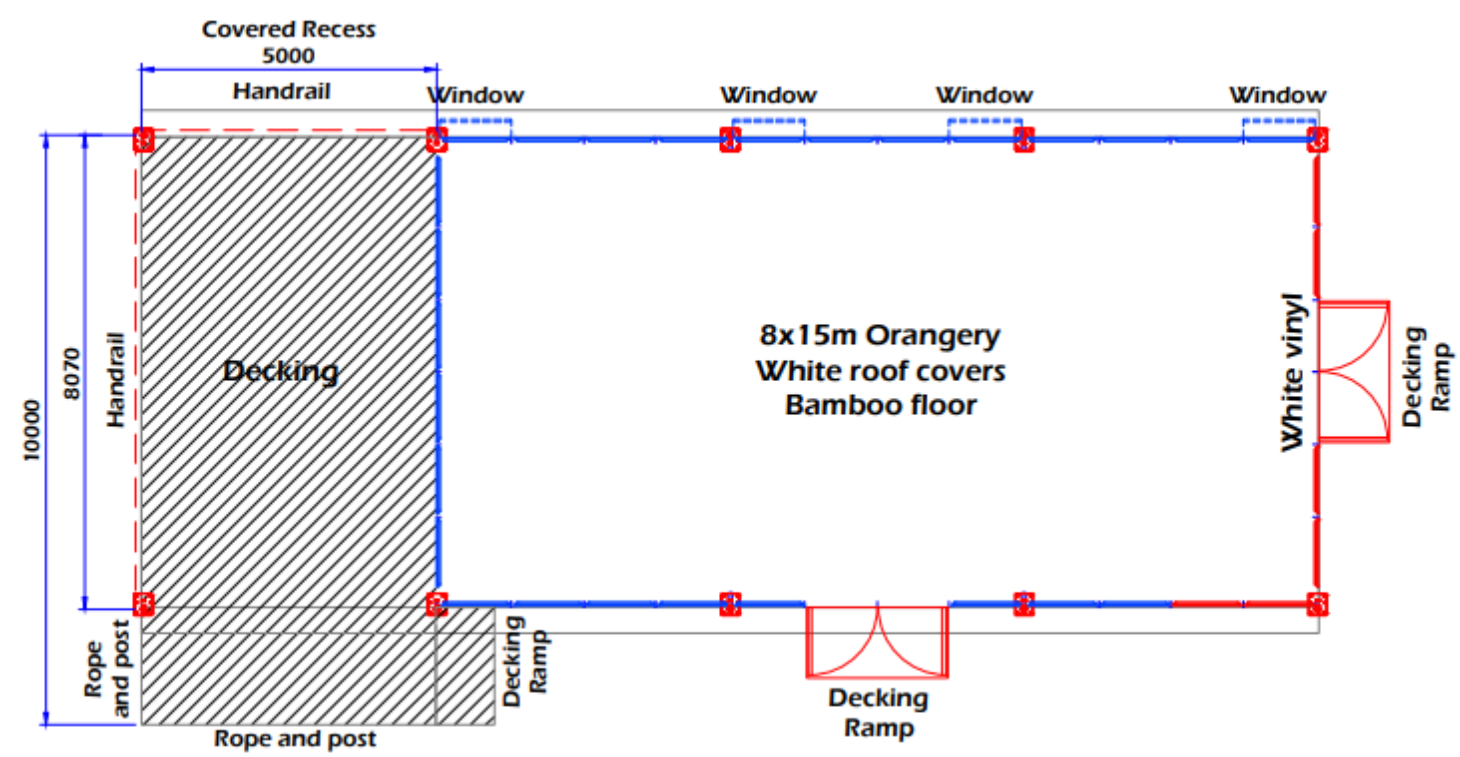 Covered Recess
5000
Handrail
Window
Window
Window
Window
8070
10000
Handrail
Decking
8x15m Orangery
White roof covers
Bamboo floor
White vinyl
Decking
Ramp
Rope
and post
Decking
Ramp
Decking
Ramp
Rope and post